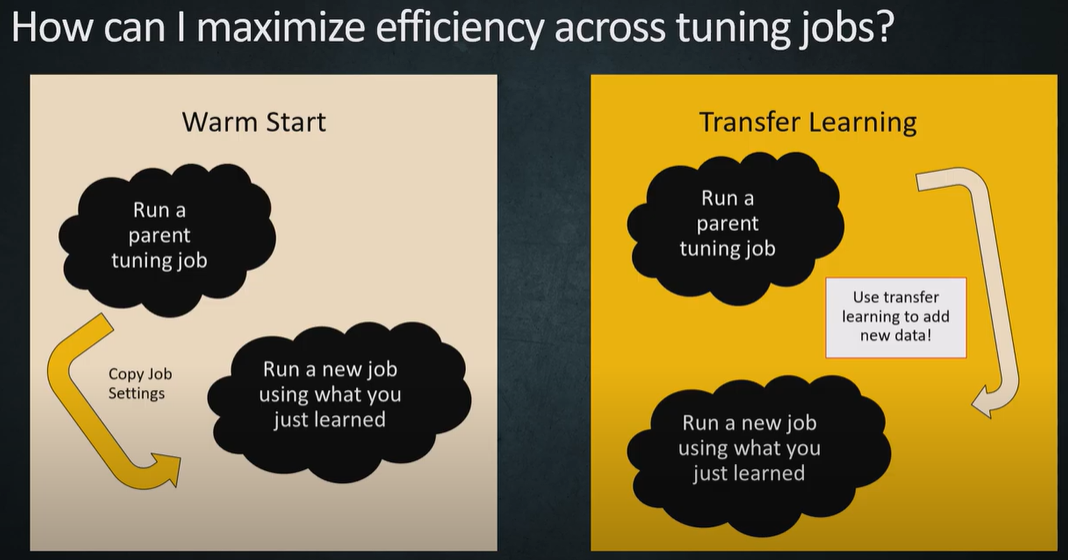 How can I maximize efficiency across tuning jobs?
Warm Start
Run a
parent
tuning job
Copy Job
Settings
Run a new job
using what you
just learned
Transfer Learning
Run a
parent
tuning job
Use transfer
learning to add
new data!
Run a new job
using what you
just learned